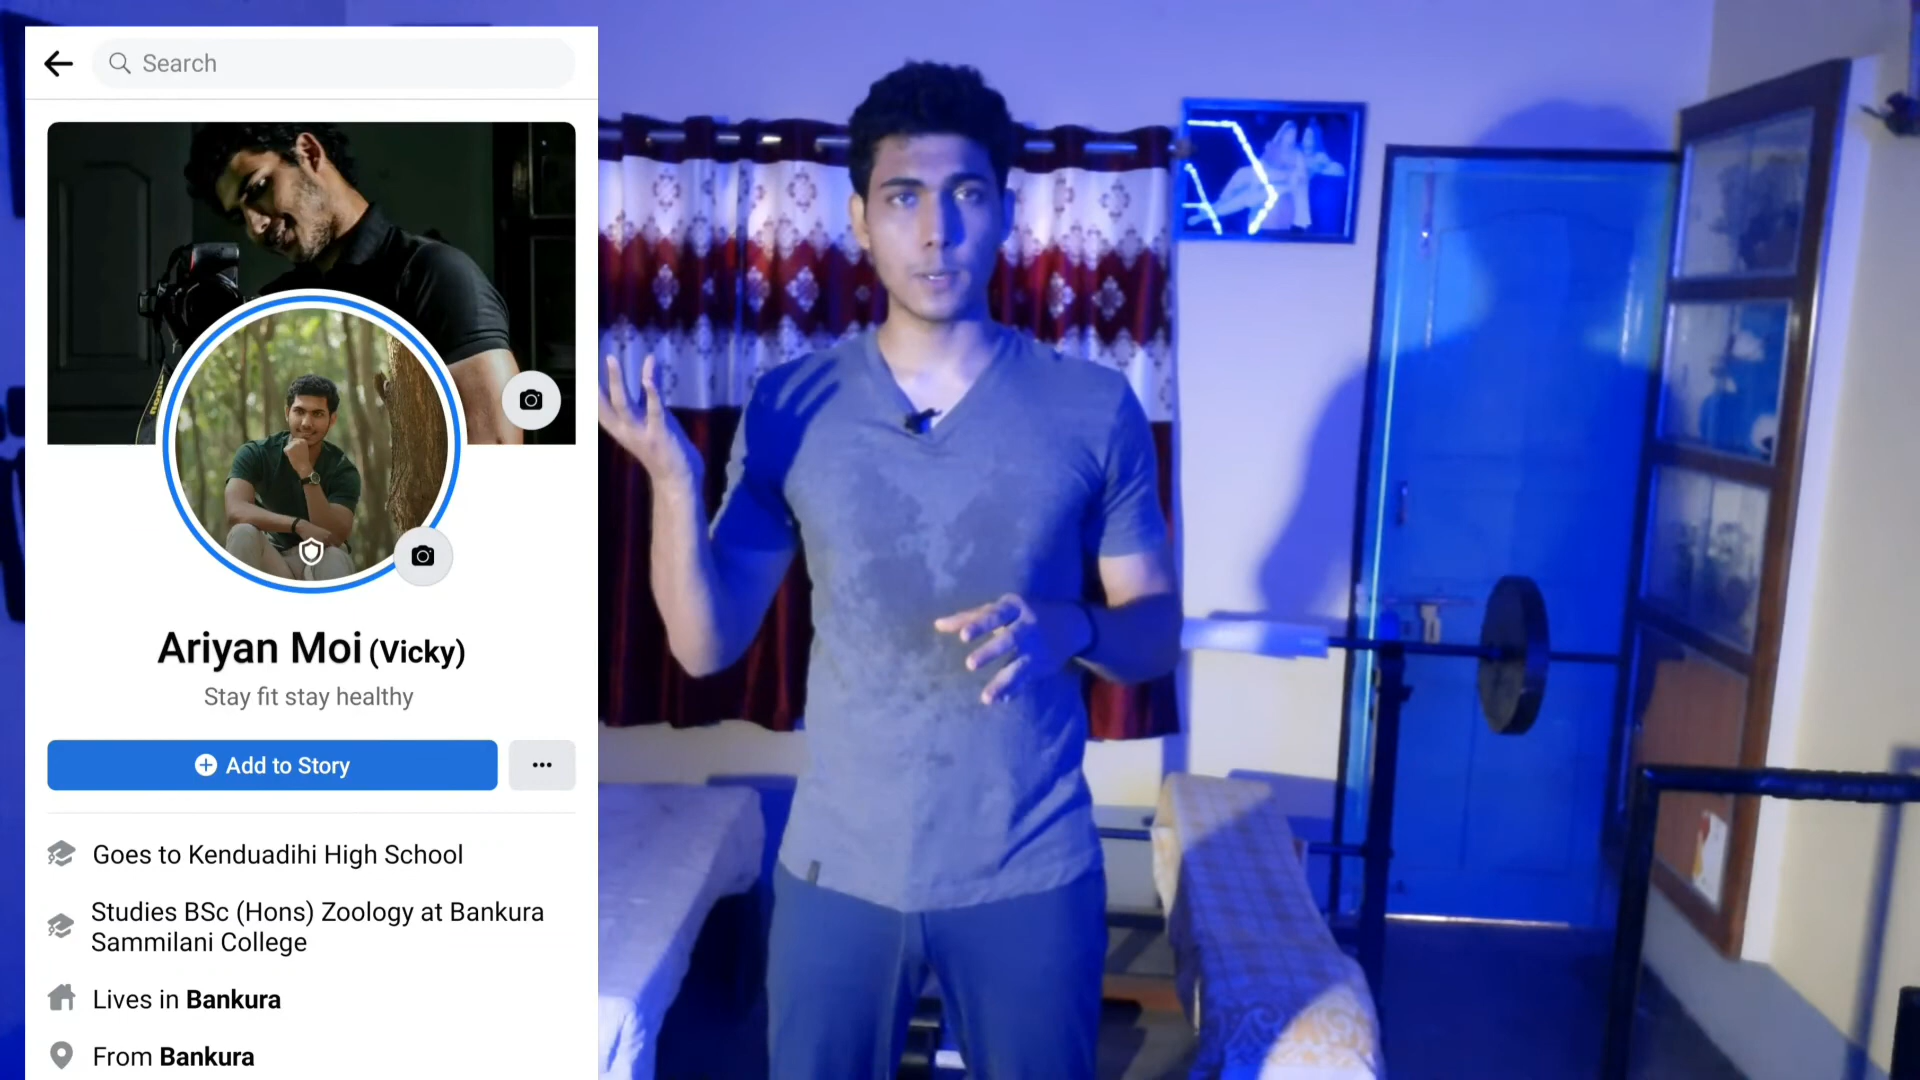 Search
Ariyan Moi (Vicky)
Stay fit stay healthy
Add to Story
Goes to Kenduadihi High School
Studies BSc (Hons) Zoology at Bankura
Sammilani College
Lives in Bankura
From Bankura